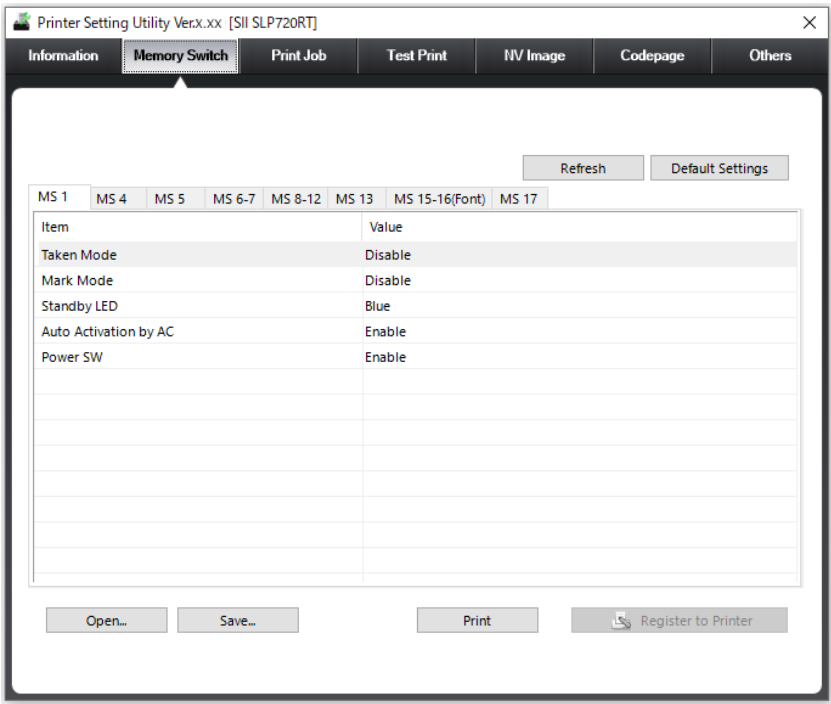 Printer Setting Utility Ver.x.xx [SII SLP720RT]
Information Memory Switch Print Job Test Print NV Image Codepage Others
Refresh Default Settings
MS 1 MS 4 MS 5 MS 6-7 MS 8-12 MS 13 MS 15-16(Font) MS 17
Item Value
Taken Mode Disable
Mark Mode Disable
Standby LED Blue
Auto Activation by AC Enable
Power SW Enable
Open... Save... Print Register to Printer